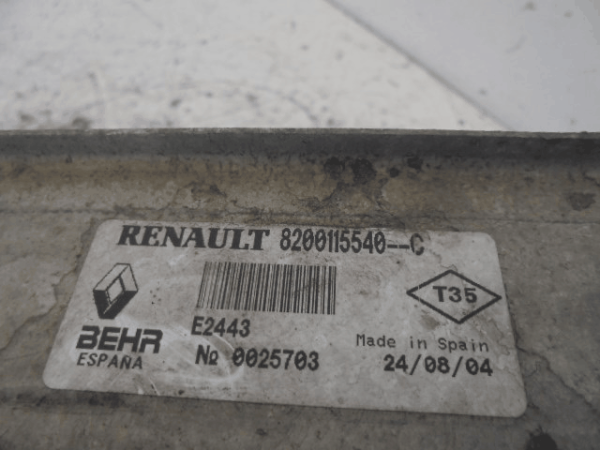 RENAULT 8200115540--C
T35
E2443
BEHR
ESPAÑA
№ 0025703
Made in Spain
24/08/04